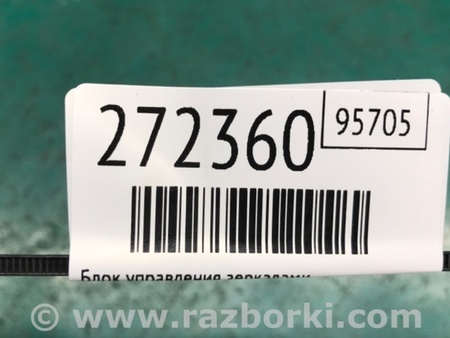 272360
95705
Блок управления зеркалами
© www.razborki.com